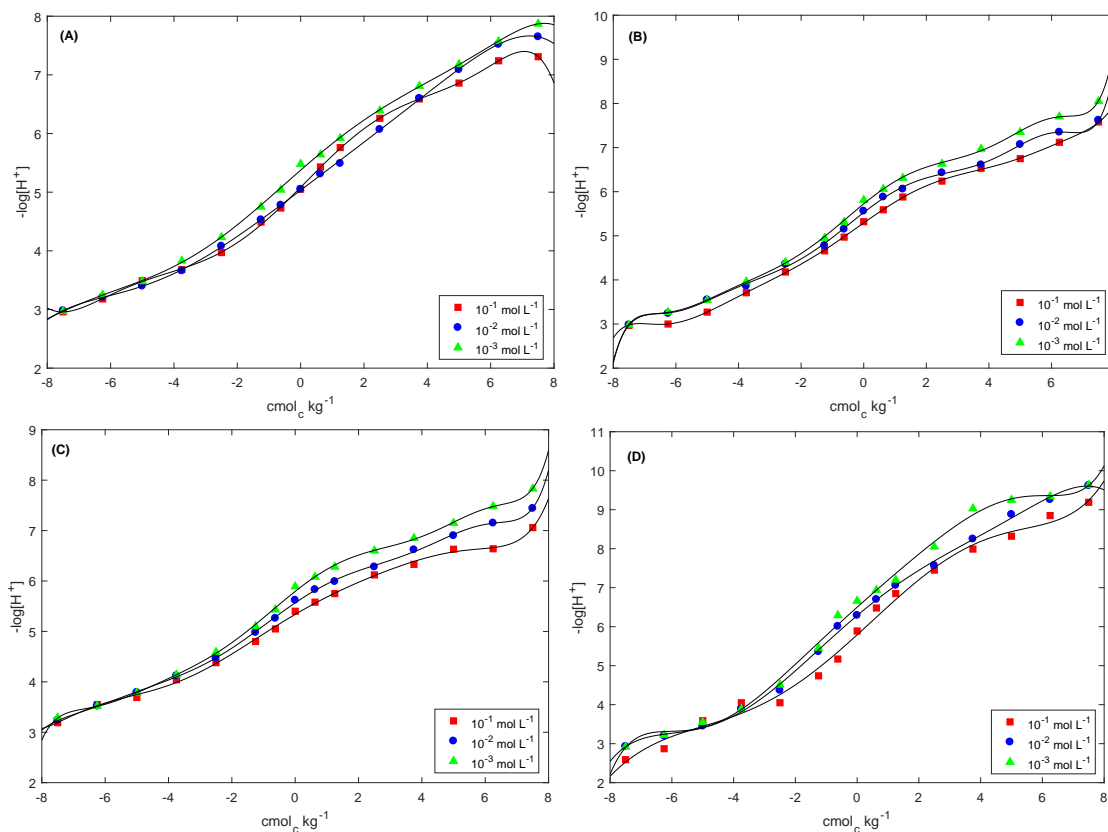 (A)
8
7
6
5
4
3
2
-log[H⁺]
-8 -6 -4 -2 0 2 4 6 8
cmol_c kg⁻¹
10⁻¹ mol L⁻¹
10⁻² mol L⁻¹
10⁻³ mol L⁻¹
(B)
10
9
8
7
6
5
4
3
2
-log[H⁺]
-8 -6 -4 -2 0 2 4 6
cmol_c kg⁻¹
10⁻¹ mol L⁻¹
10⁻² mol L⁻¹
10⁻³ mol L⁻¹
(C)
9
8
7
6
5
4
3
2
-log[H⁺]
-8 -6 -4 -2 0 2 4 6 8
cmol_c kg⁻¹
10⁻¹ mol L⁻¹
10⁻² mol L⁻¹
10⁻³ mol L⁻¹
(D)
11
10
9
8
7
6
5
4
3
2
-log[H⁺]
-8 -6 -4 -2 0 2 4 6 8
cmol_c kg⁻¹
10⁻¹ mol L⁻¹
10⁻² mol L⁻¹
10⁻³ mol L⁻¹